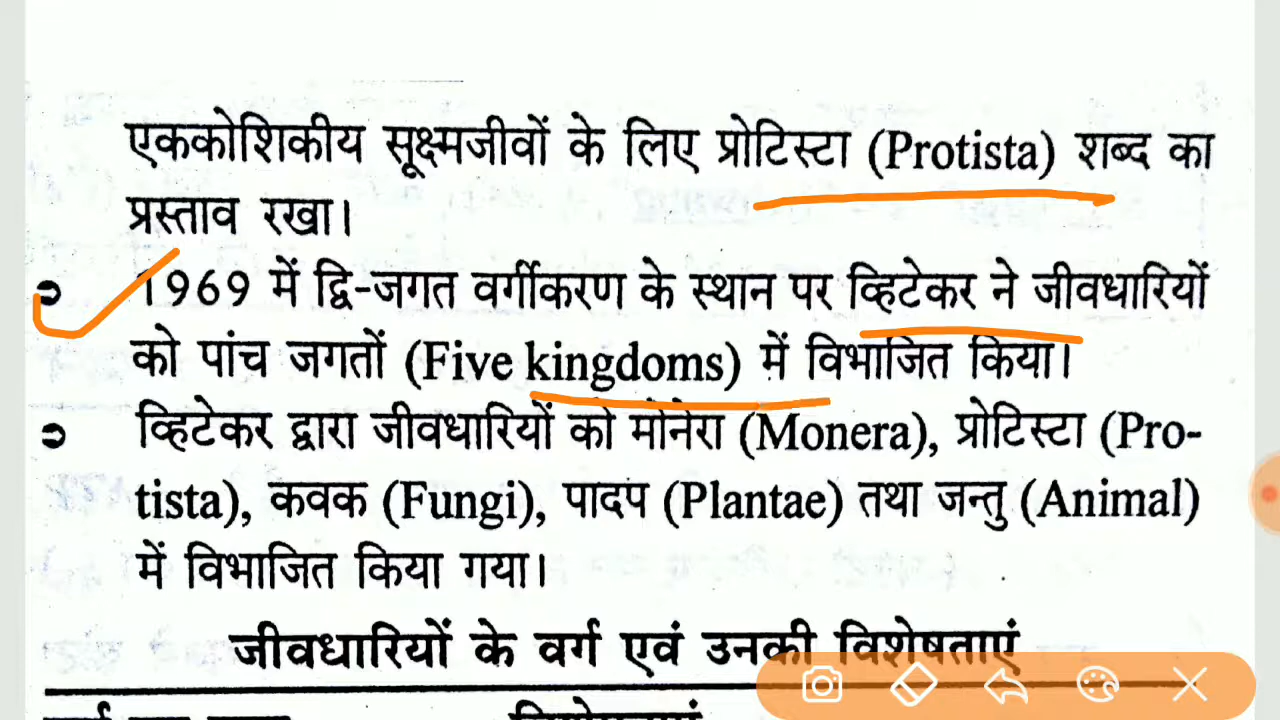 एककोशिकीय सूक्ष्मजीवों के लिए प्रोटिस्टा (Protista) शब्द का
प्रस्ताव रखा।
1969 में द्वि-जगत वर्गीकरण के स्थान पर व्हिटेकर ने जीवधारियों
को पांच जगतों (Five kingdoms) में विभाजित किया।
व्हिटेकर द्वारा जीवधारियों को मोनेरा (Monera), प्रोटिस्टा (Pro-
tista), कवक (Fungi), पादप (Plantae) तथा जन्तु (Animal)
में विभाजित किया गया।
जीवधारियों के वर्ग एवं उनकी विशेषताएं